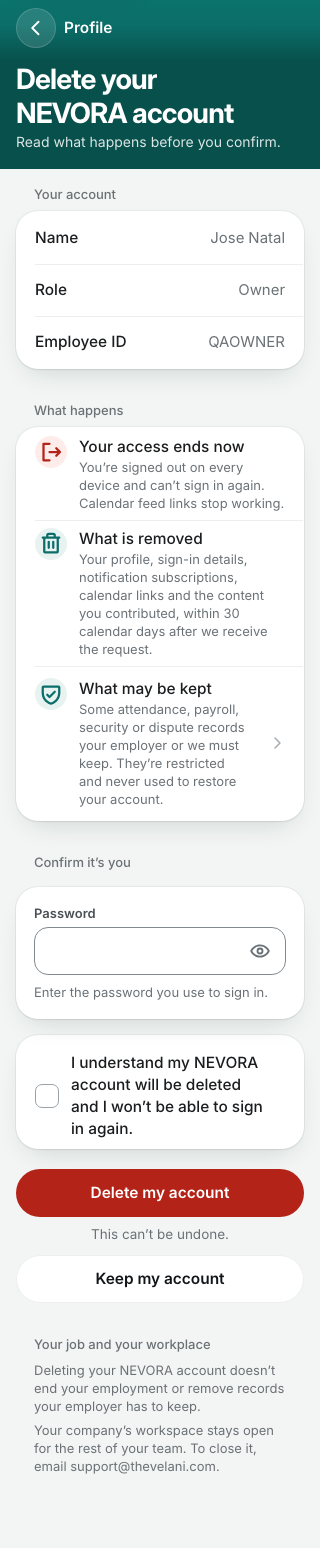 Profile
Delete your
NEVORA account
Read what happens before you confirm.
Your account
Name Jose Natal
Role Owner
Employee ID QAOWNER
What happens
Your access ends now
You’re signed out on every
device and can’t sign in again.
Calendar feed links stop working.
What is removed
Your profile, sign-in details,
notification subscriptions,
calendar links and the content
you contributed, within 30
calendar days after we receive
the request.
What may be kept
Some attendance, payroll,
security or dispute records
your employer or we must
keep. They’re restricted
and never used to restore
your account.
Confirm it’s you
Password
Enter the password you use to sign in.
I understand my NEVORA
account will be deleted
and I won’t be able to sign
in again.
Delete my account
This can’t be undone.
Keep my account
Your job and your workplace
Deleting your NEVORA account doesn’t
end your employment or remove records
your employer has to keep.
Your company’s workspace stays open
for the rest of your team. To close it,
email support@thevelani.com.